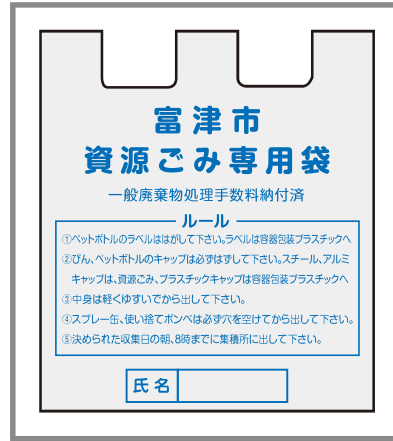 富津市
資源ごみ専用袋
一般廃棄物処理手数料納付済
ルール
①ペットボトルのラベルははがして下さい。ラベルは容器包装プラスチックへ
②びん、ペットボトルのキャップは必ずはずして下さい。スチール、アルミ
キャップは、資源ごみ、プラスチックキャップは容器包装プラスチックへ
③中身は軽くゆすいでから出して下さい。
④スプレー缶、使い捨てボンベは必ず穴を空けてから出して下さい。
⑤決められた収集日の朝、8時までに集積所に出して下さい。
氏名